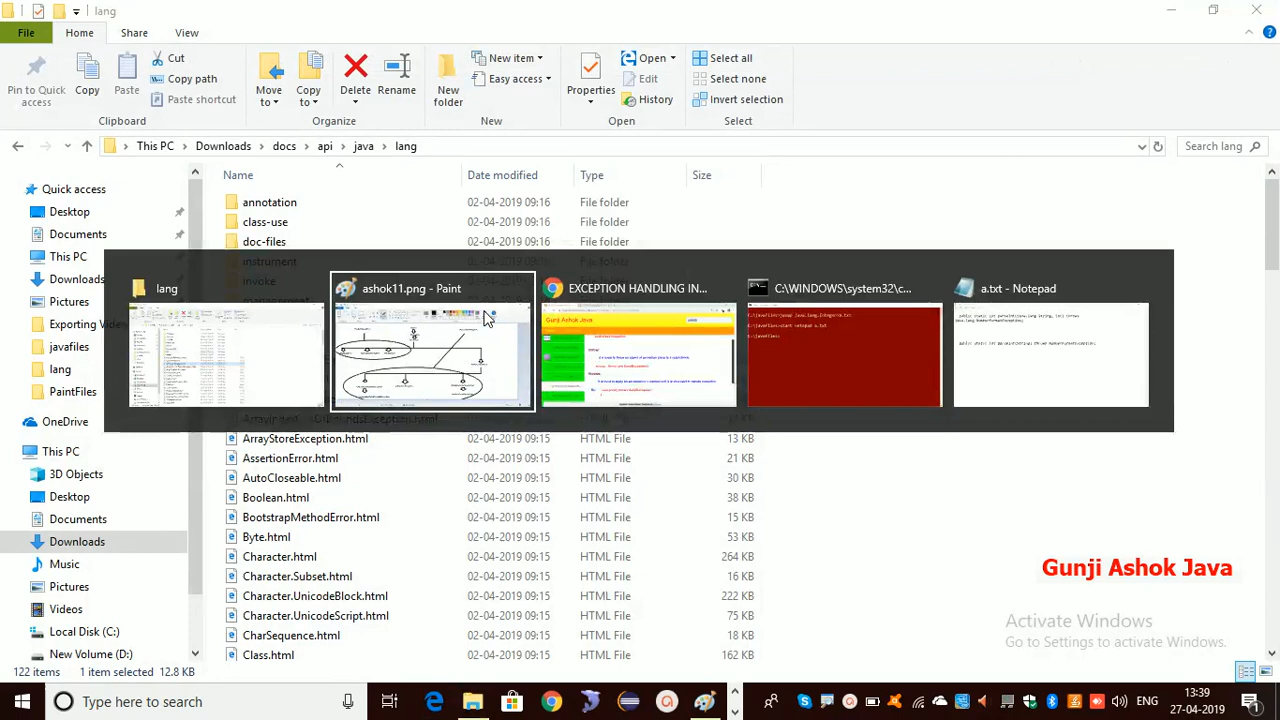 lang
File
Home
Share
View
Pin to Quick access
Copy
Paste
Cut
Copy path
Paste shortcut
Clipboard
Move to
Copy to
Delete
Rename
Organize
New folder
New item
Easy access
New
Properties
Open
Edit
History
Open
Select all
Select none
Invert selection
Select
This PC
Downloads
docs
api
java
lang
Search lang
Name
Date modified
Type
Size
Quick access
Desktop
Documents
This PC
Pictures
lang
PaintFiles
OneDrive
This PC
3D Objects
Desktop
Documents
Downloads
Music
Pictures
Videos
Local Disk (C:)
New Volume (D:)
annotation 02-04-2019 09:16 File folder
class-use 02-04-2019 09:16 File folder
doc-files 02-04-2019 09:16 File folder
instrument
invoke
lang
ashok11.png - Paint
EXCEPTION HANDLING IN...
C:\WINDOWS\system32\c...
a.txt - Notepad
Gunji Ashok Java
ArrayStoreException.html 02-04-2019 09:15 HTML File 13 KB
AssertionError.html 02-04-2019 09:15 HTML File 21 KB
AutoCloseable.html 02-04-2019 09:15 HTML File 30 KB
Boolean.html 02-04-2019 09:15 HTML File 38 KB
BootstrapMethodError.html 02-04-2019 09:15 HTML File 15 KB
Byte.html 02-04-2019 09:15 HTML File 53 KB
Character.html 02-04-2019 09:15 HTML File 264 KB
Character.Subset.html 02-04-2019 09:15 HTML File 16 KB
Character.UnicodeBlock.html 02-04-2019 09:15 HTML File 222 KB
Character.UnicodeScript.html 02-04-2019 09:15 HTML File 75 KB
CharSequence.html 02-04-2019 09:15 HTML File 18 KB
Class.html 02-04-2019 09:15 HTML File 162 KB
Gunji Ashok Java
Activate Windows
Go to Settings to activate Windows.
122 items 1 item selected 12.8 KB
Type here to search
ENG
13:39
27-04-2019